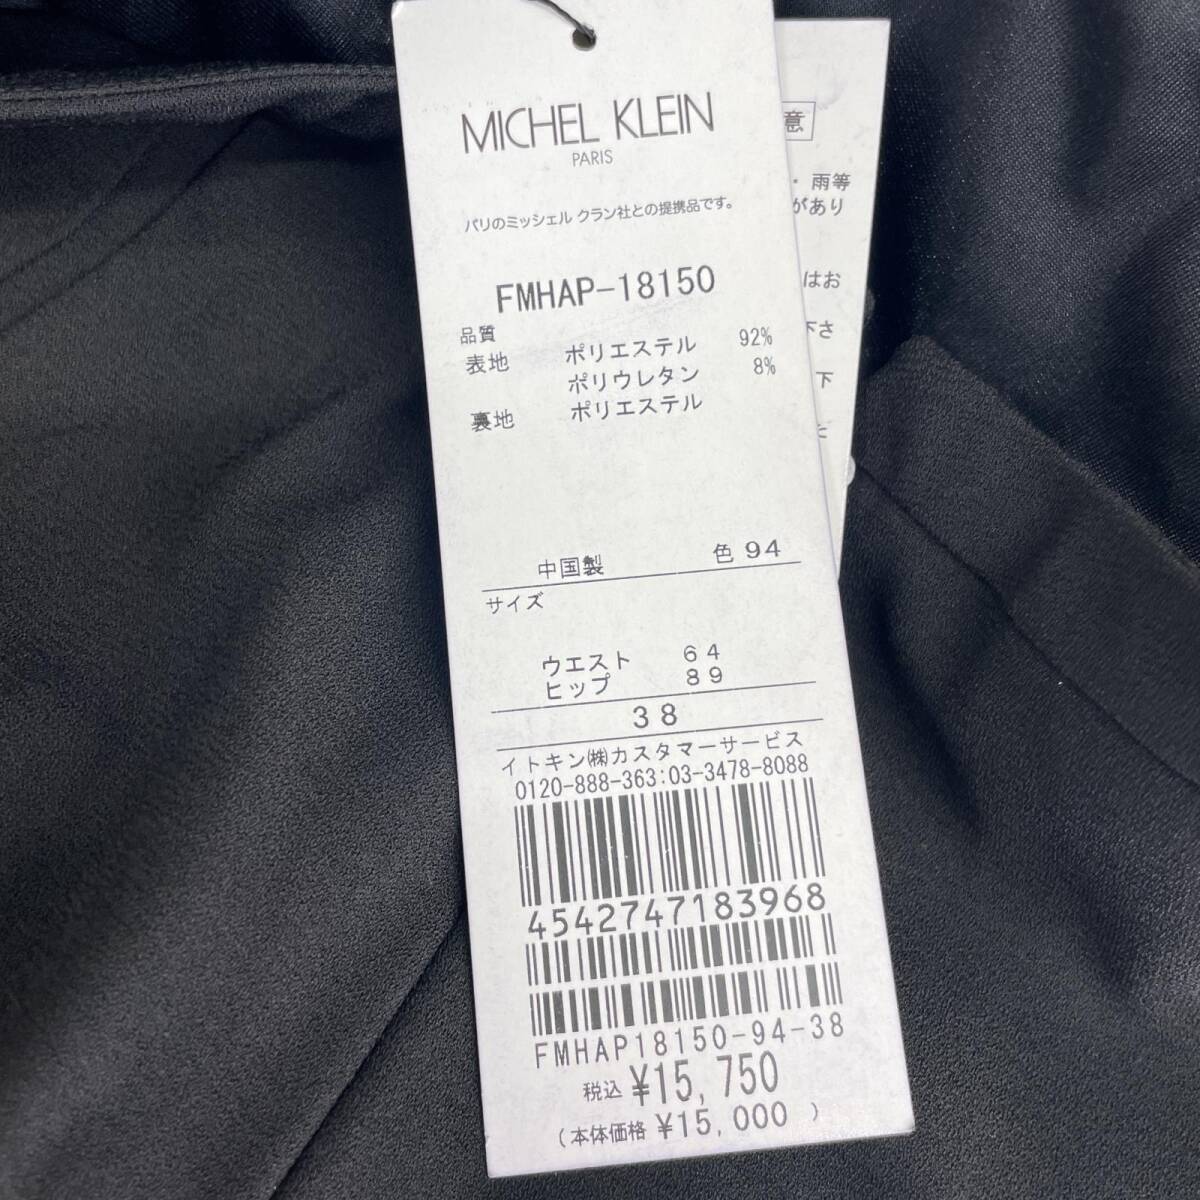 MICHEL KLEIN
PARIS
パリのミッシェル クラン社との提携品です。
FMHAP-18150
品質
表地 ポリエステル 92%
ポリウレタン 8%
裏地 ポリエステル
中国製 色 94
サイズ
ウエスト 64
ヒップ 89
38
イトキン㈱カスタマーサービス
0120-888-363:03-3478-8088
4542747183968
FMHAP18150-94-38
税込 ¥15,750
(本体価格 ¥15,000 )
意
・雨等
があり
はお
下さ
下